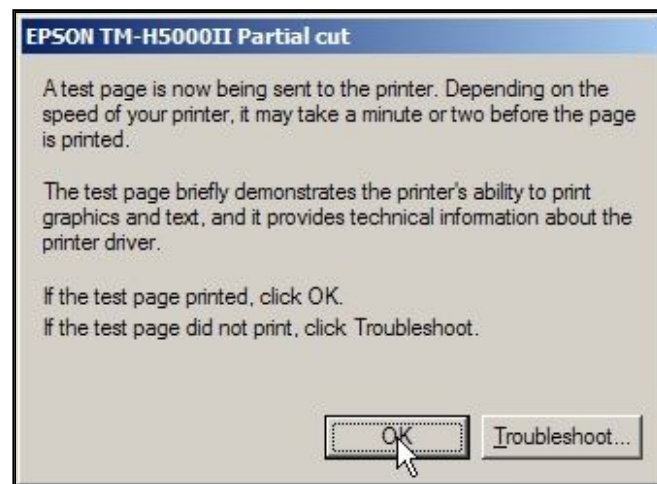 EPSON TM-H5000II Partial cut
A test page is now being sent to the printer. Depending on the
speed of your printer, it may take a minute or two before the page
is printed.
The test page briefly demonstrates the printer's ability to print
graphics and text, and it provides technical information about the
printer driver.
If the test page printed, click OK.
If the test page did not print, click Troubleshoot.
OK
Troubleshoot...